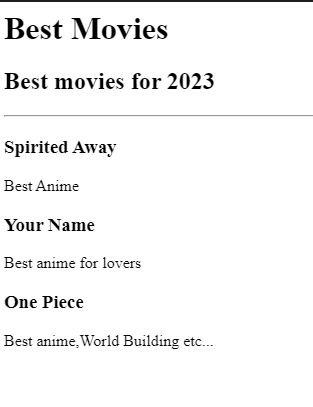 Best Movies
Best movies for 2023
Spirited Away
Best Anime
Your Name
Best anime for lovers
One Piece
Best anime,World Building etc...